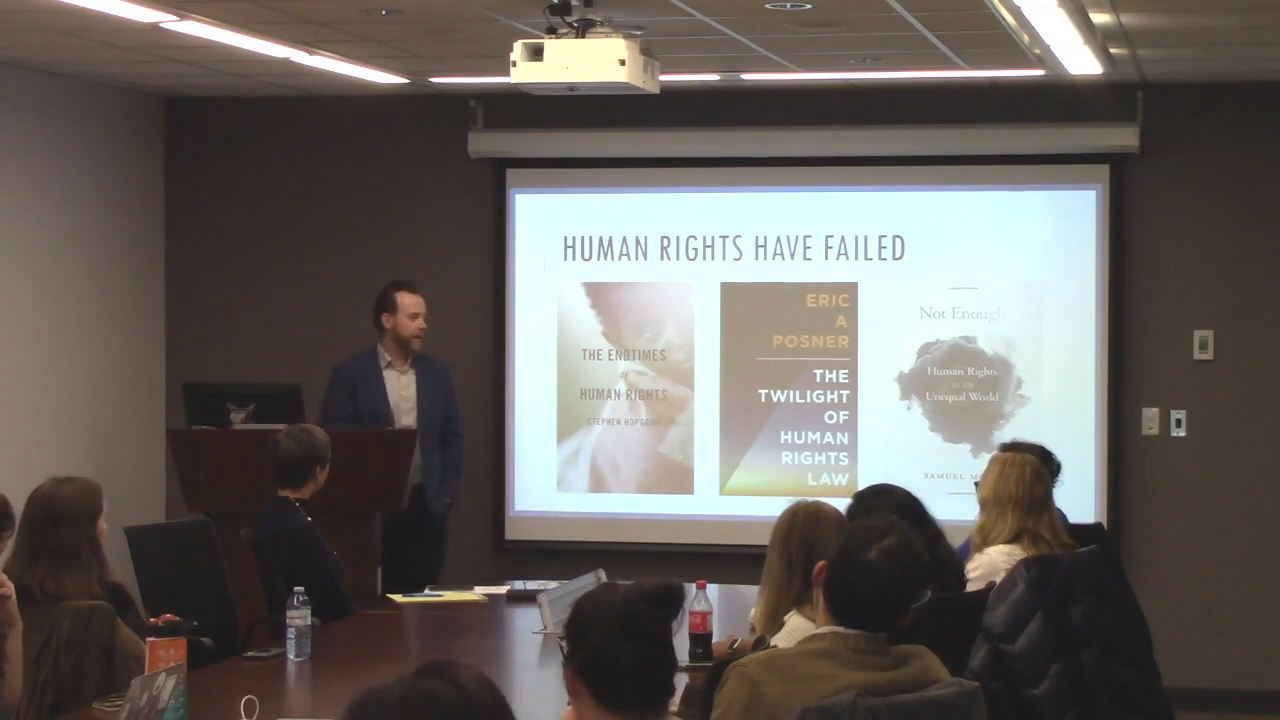 HUMAN RIGHTS HAVE FAILED
THE ENDTIMES
OF
HUMAN RIGHTS
STEPHEN
ERIC
A
POSNER
THE
TWILIGHT
OF
HUMAN
RIGHTS
LAW
Not Enough
Human Rights
in an
Unequal World
SAMUEL